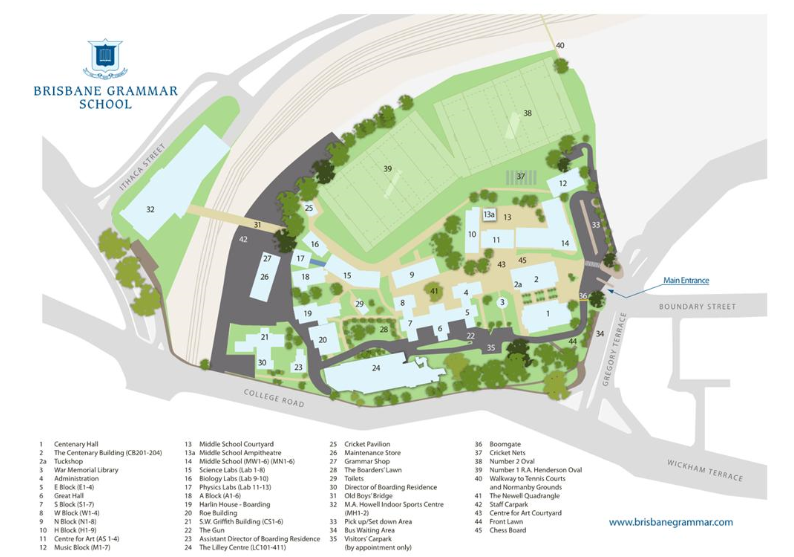 BRISBANE GRAMMAR
SCHOOL
40
38
39
37
ITHACA STREET
12
32
25
13a
13
33
31
10
11
14
42
16
27
17
43
45
26
18
15
9
2a
2
Main Entrance
4
41
3
36
8
29
BOUNDARY STREET
19
5
1
7
28
6
22
34
21
20
35
44
GREGORY TERRACE
30
23
24
COLLEGE ROAD
WICKHAM TERRACE
1 Centenary Hall
2 The Centenary Building (CB201-204)
2a Tuckshop
3 War Memorial Library
4 Administration
5 E Block (E1-4)
6 Great Hall
7 S Block (S1-7)
8 W Block (W1-4)
9 N Block (N1-8)
10 H Block (H1-9)
11 Centre for Art (AS 1-4)
12 Music Block (M1-7)
13 Middle School Courtyard
13a Middle School Ampitheatre
14 Middle School (MW1-6) (MN1-6)
15 Science Labs (Lab 1-8)
16 Biology Labs (Lab 9-10)
17 Physics Labs (Lab 11-13)
18 A Block (A1-6)
19 Harlin House - Boarding
20 Roe Building
21 S.W. Griffith Building (CS1-6)
22 The Gun
23 Assistant Director of Boarding Residence
24 The Lilley Centre (LC101-411)
25 Cricket Pavilion
26 Maintenance Store
27 Grammar Shop
28 The Boarders' Lawn
29 Toilets
30 Director of Boarding Residence
31 Old Boys' Bridge
32 M.A. Howell Indoor Sports Centre
(MH1-2)
33 Pick up/Set down Area
34 Bus Waiting Area
35 Visitors' Carpark
(by appointment only)
36 Boomgate
37 Cricket Nets
38 Number 2 Oval
39 Number 1 R.A. Henderson Oval
40 Walkway to Tennis Courts
and Normanby Grounds
41 The Newell Quadrangle
42 Staff Carpark
43 Centre for Art Courtyard
44 Front Lawn
45 Chess Board
www.brisbanegrammar.com